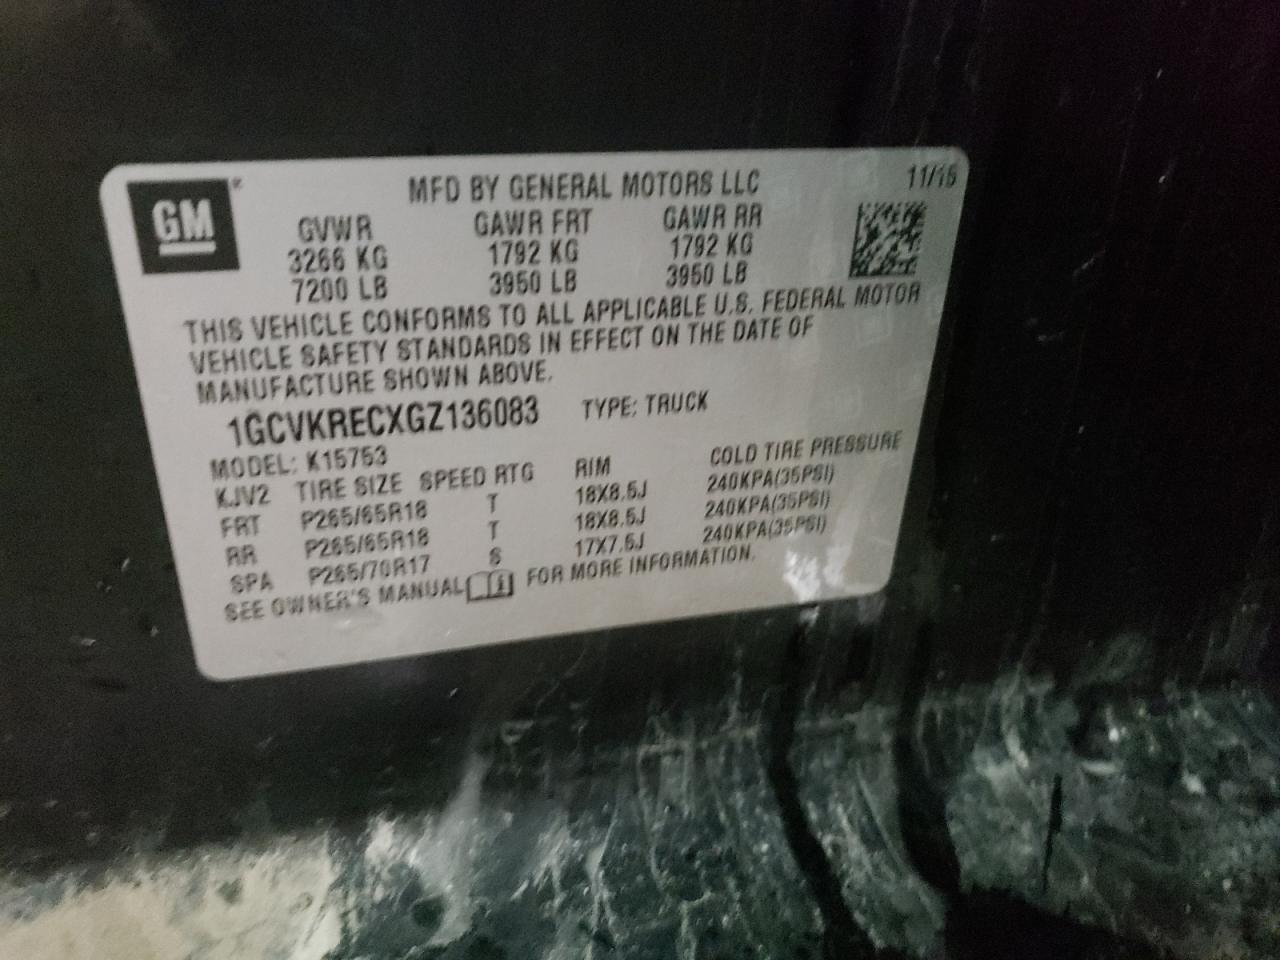 GM® MFD BY GENERAL MOTORS LLC 11/15
GVWR GAWR FRT GAWR RR
3266 KG 1792 KG 1792 KG
7200 LB 3950 LB 3950 LB
THIS VEHICLE CONFORMS TO ALL APPLICABLE U.S. FEDERAL MOTOR
VEHICLE SAFETY STANDARDS IN EFFECT ON THE DATE OF
MANUFACTURE SHOWN ABOVE.
1GCVKRECXGZ136083 TYPE: TRUCK
MODEL: K15753
KJV2 TIRE SIZE SPEED RTG RIM COLD TIRE PRESSURE
FRT P265/65R18 T 18X8.5J 240KPA(35PSI)
RR P265/65R18 T 18X8.5J 240KPA(35PSI)
SPA P265/70R17 S 17X7.5J 240KPA(35PSI)
SEE OWNER'S MANUAL FOR MORE INFORMATION.